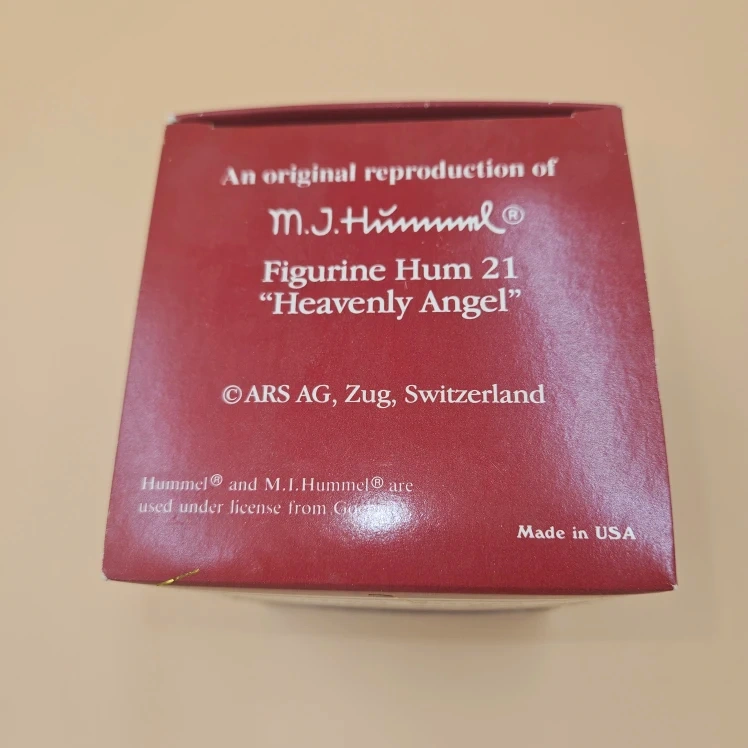 An original reproduction of
M.J.Hummel®
Figurine Hum 21
“Heavenly Angel”
© ARS AG, Zug, Switzerland
Hummel® and M.I.Hummel® are
used under license from
Made in USA